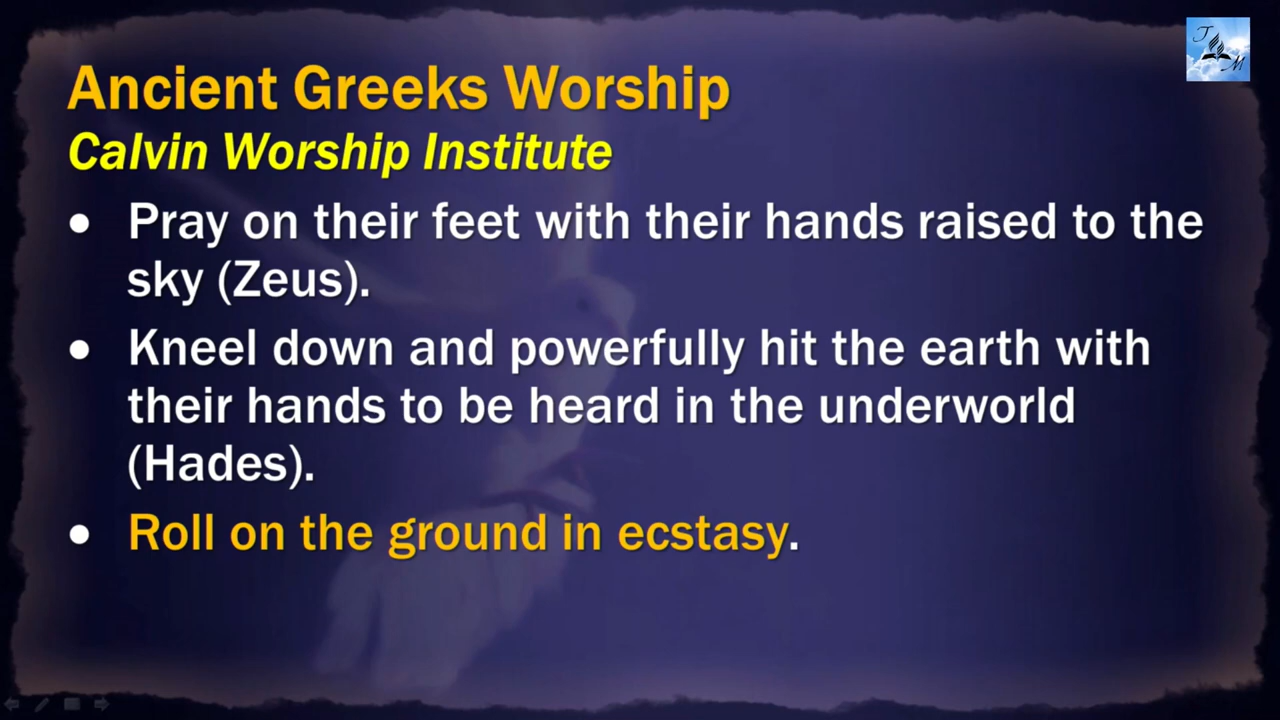 Ancient Greeks Worship
Calvin Worship Institute
• Pray on their feet with their hands raised to the
sky (Zeus).
• Kneel down and powerfully hit the earth with
their hands to be heard in the underworld
(Hades).
• Roll on the ground in ecstasy.
T M